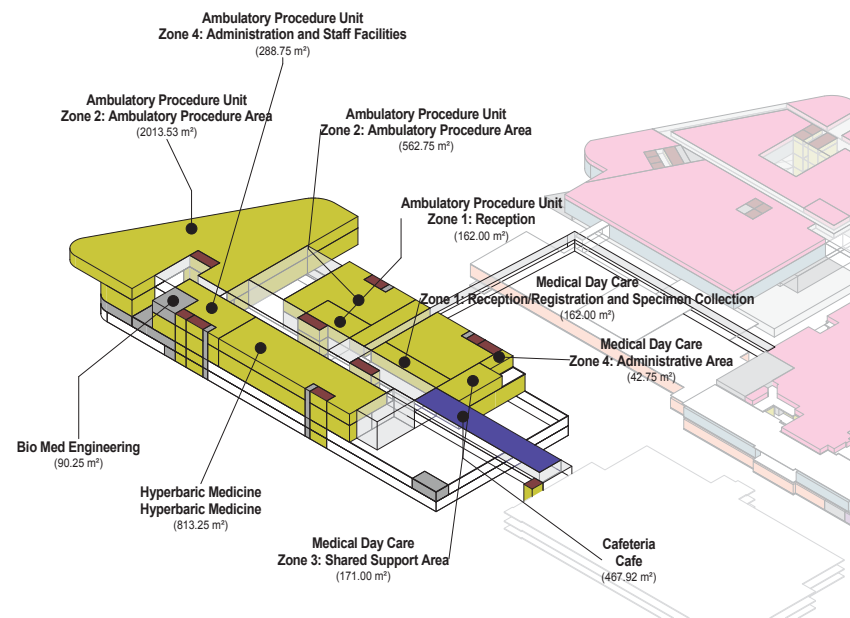 Ambulatory Procedure Unit
Zone 4: Administration and Staff Facilities
(288.75 m²)
Ambulatory Procedure Unit
Zone 2: Ambulatory Procedure Area
(2013.53 m²)
Ambulatory Procedure Unit
Zone 2: Ambulatory Procedure Area
(562.75 m²)
Ambulatory Procedure Unit
Zone 1: Reception
(162.00 m²)
Medical Day Care
Zone 1: Reception/Registration and Specimen Collection
(162.00 m²)
Medical Day Care
Zone 4: Administrative Area
(42.75 m²)
Bio Med Engineering
(90.25 m²)
Hyperbaric Medicine
Hyperbaric Medicine
(813.25 m²)
Medical Day Care
Zone 3: Shared Support Area
(171.00 m²)
Cafeteria
Cafe
(467.92 m²)